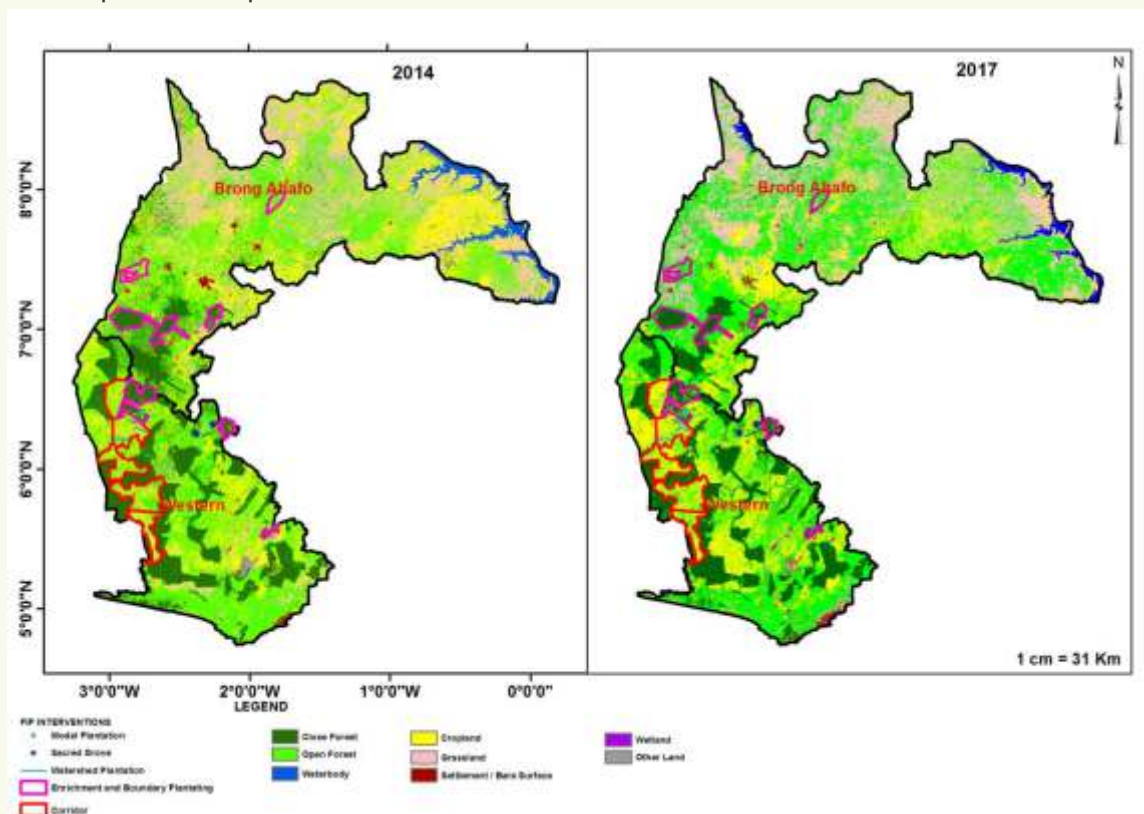 2014
2017
N
Brong Ahafo
Brong Ahafo
8°0'0"N
7°0'0"N
6°0'0"N
5°0'0"N
Western
Western
1 cm = 31 Km
3°0'0"W
2°0'0"W
1°0'0"W
0°0'0"
LEGEND
FIP INTERVENTIONS
Modal Plantation
Sacred Grove
Watershed Plantation
Enrichment and Boundary Plantating
Corridor
Close Forest
Open Forest
Waterbody
Cropland
Grassland
Settlement / Bara Surface
Wetland
Other Land